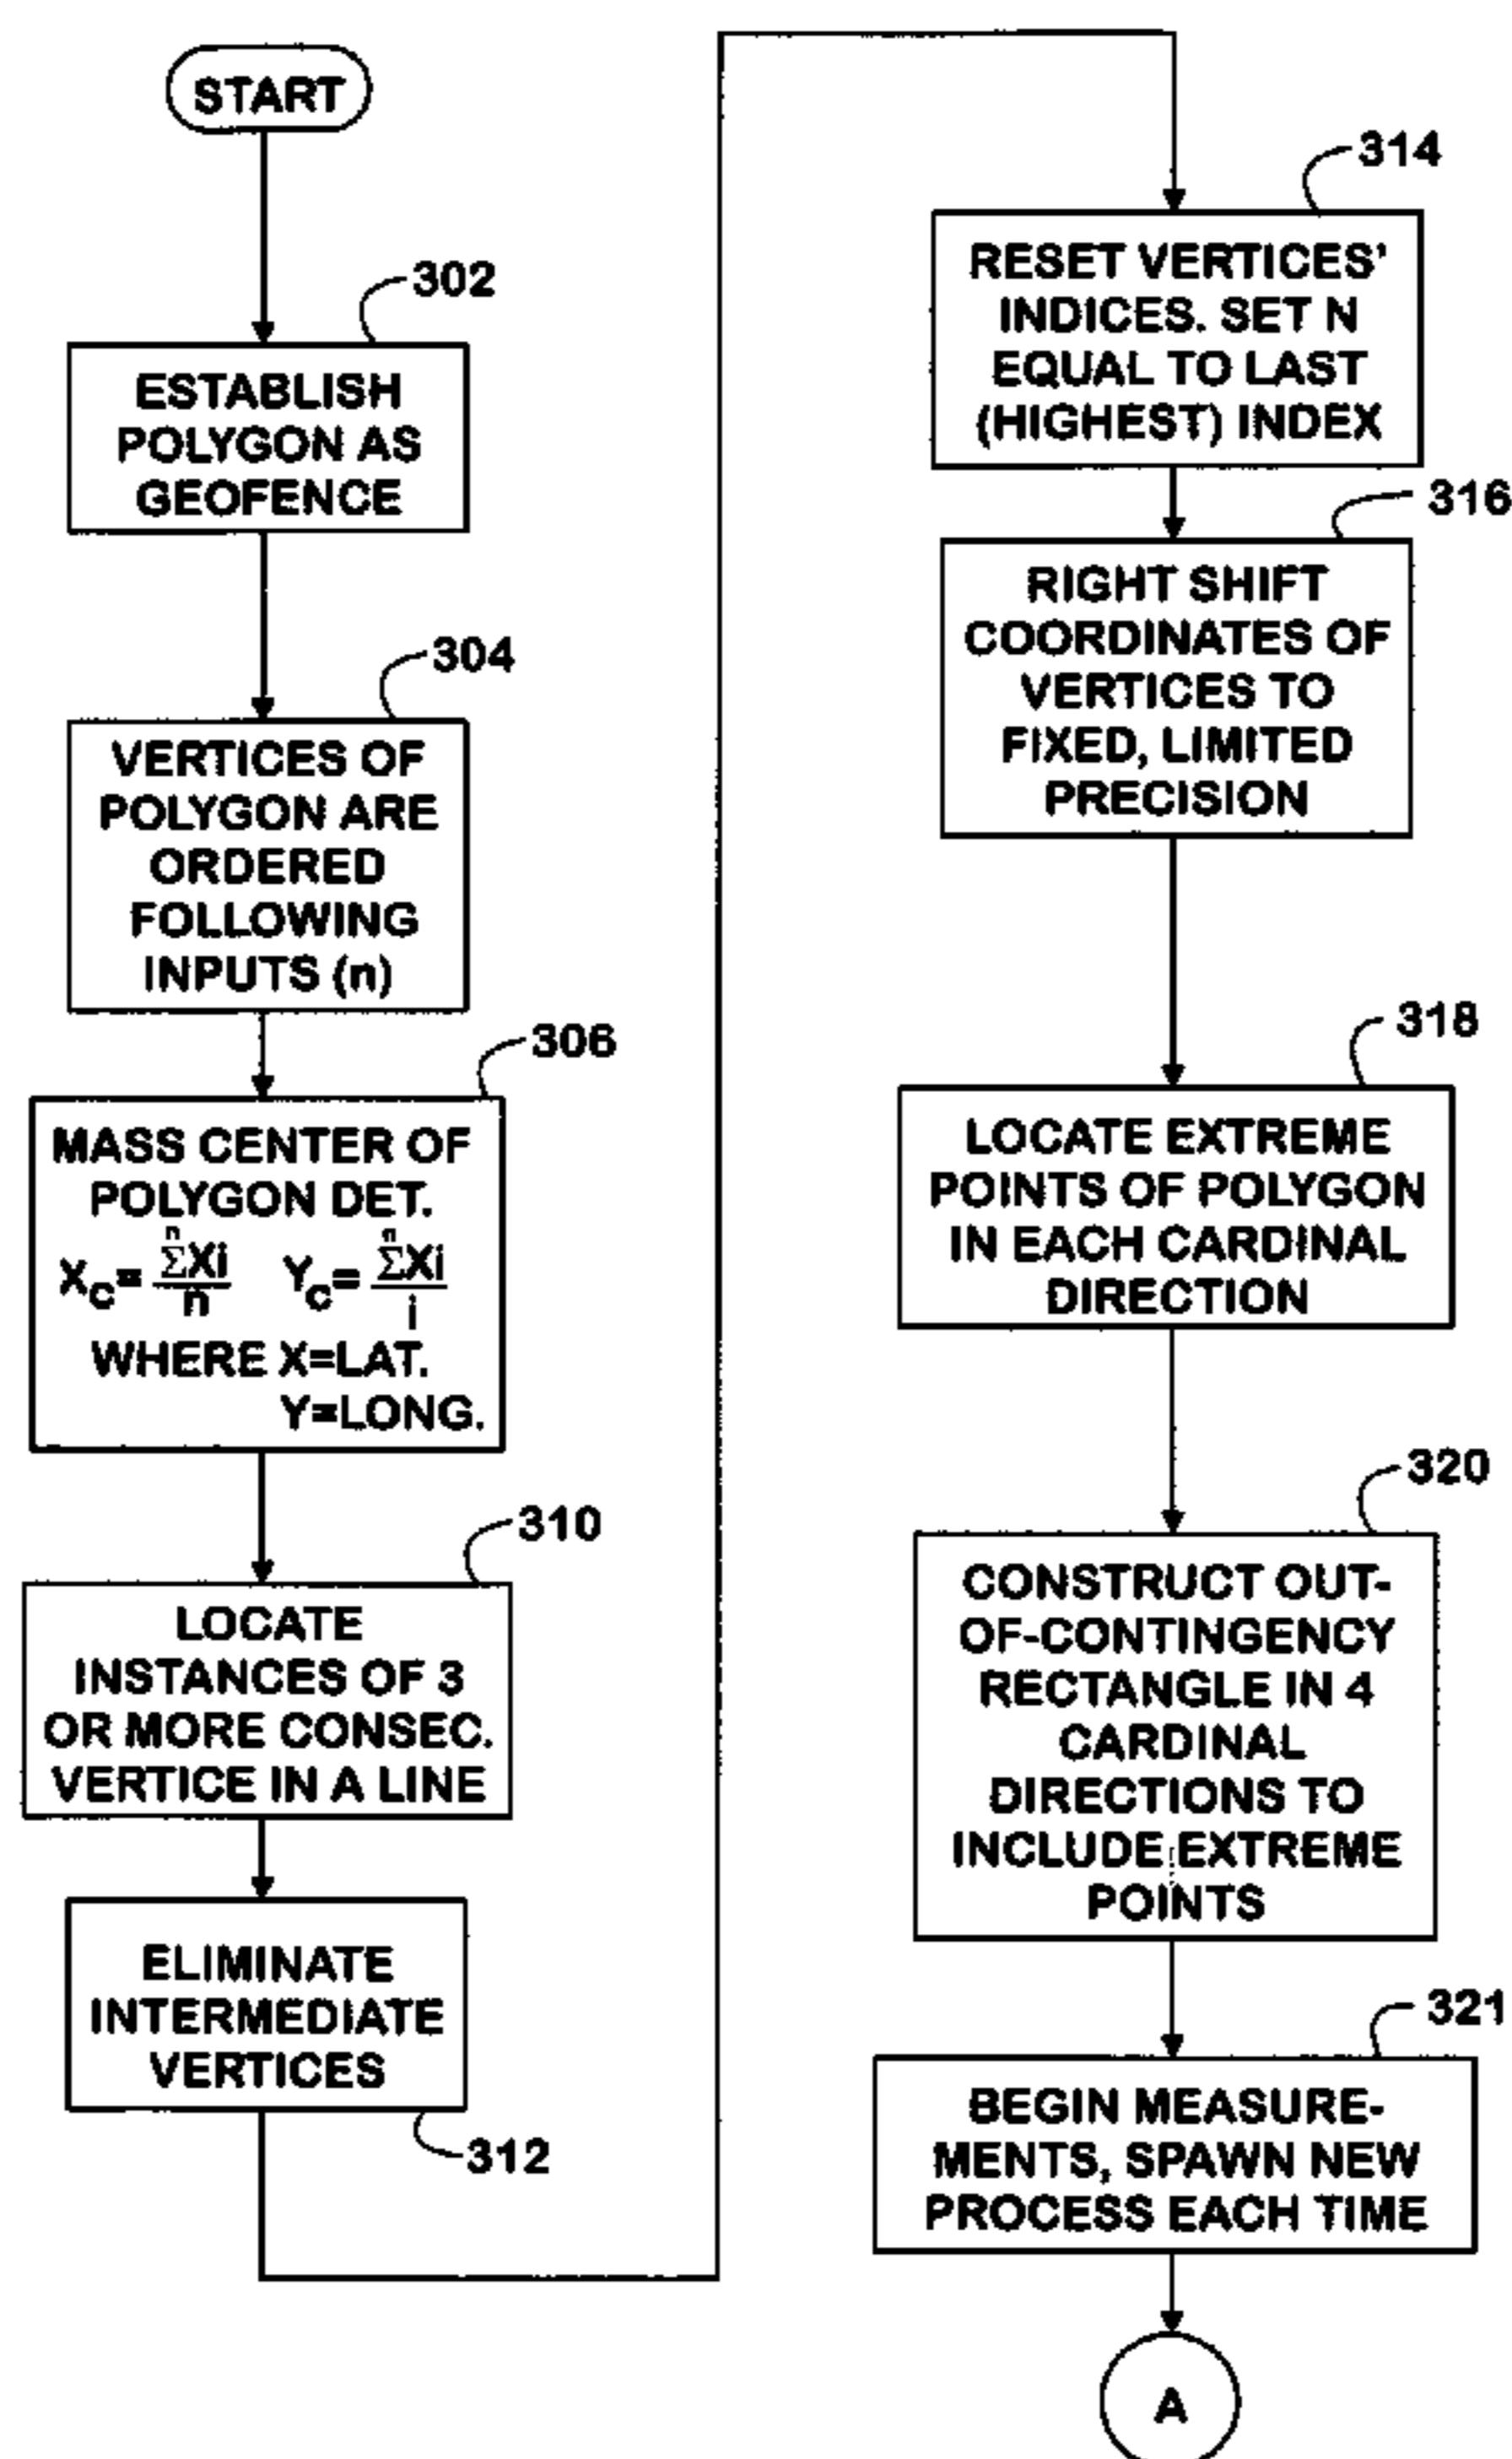 START
302
ESTABLISH
POLYGON AS
GEOFENCE
304
VERTICES OF
POLYGON ARE
ORDERED
FOLLOWING
INPUTS (n)
306
MASS CENTER OF
POLYGON DET.
n n
Xc= ΣXi Yc= ΣXi
n i
WHERE X=LAT.
Y=LONG.
310
LOCATE
INSTANCES OF 3
OR MORE CONSEC.
VERTICE IN A LINE
ELIMINATE
INTERMEDIATE
VERTICES
312
314
RESET VERTICES'
INDICES. SET N
EQUAL TO LAST
(HIGHEST) INDEX
316
RIGHT SHIFT
COORDINATES OF
VERTICES TO
FIXED, LIMITED
PRECISION
318
LOCATE EXTREME
POINTS OF POLYGON
IN EACH CARDINAL
DIRECTION
320
CONSTRUCT OUT-
OF-CONTINGENCY
RECTANGLE IN 4
CARDINAL
DIRECTIONS TO
INCLUDE EXTREME
POINTS
321
BEGIN MEASURE-
MENTS, SPAWN NEW
PROCESS EACH TIME
A